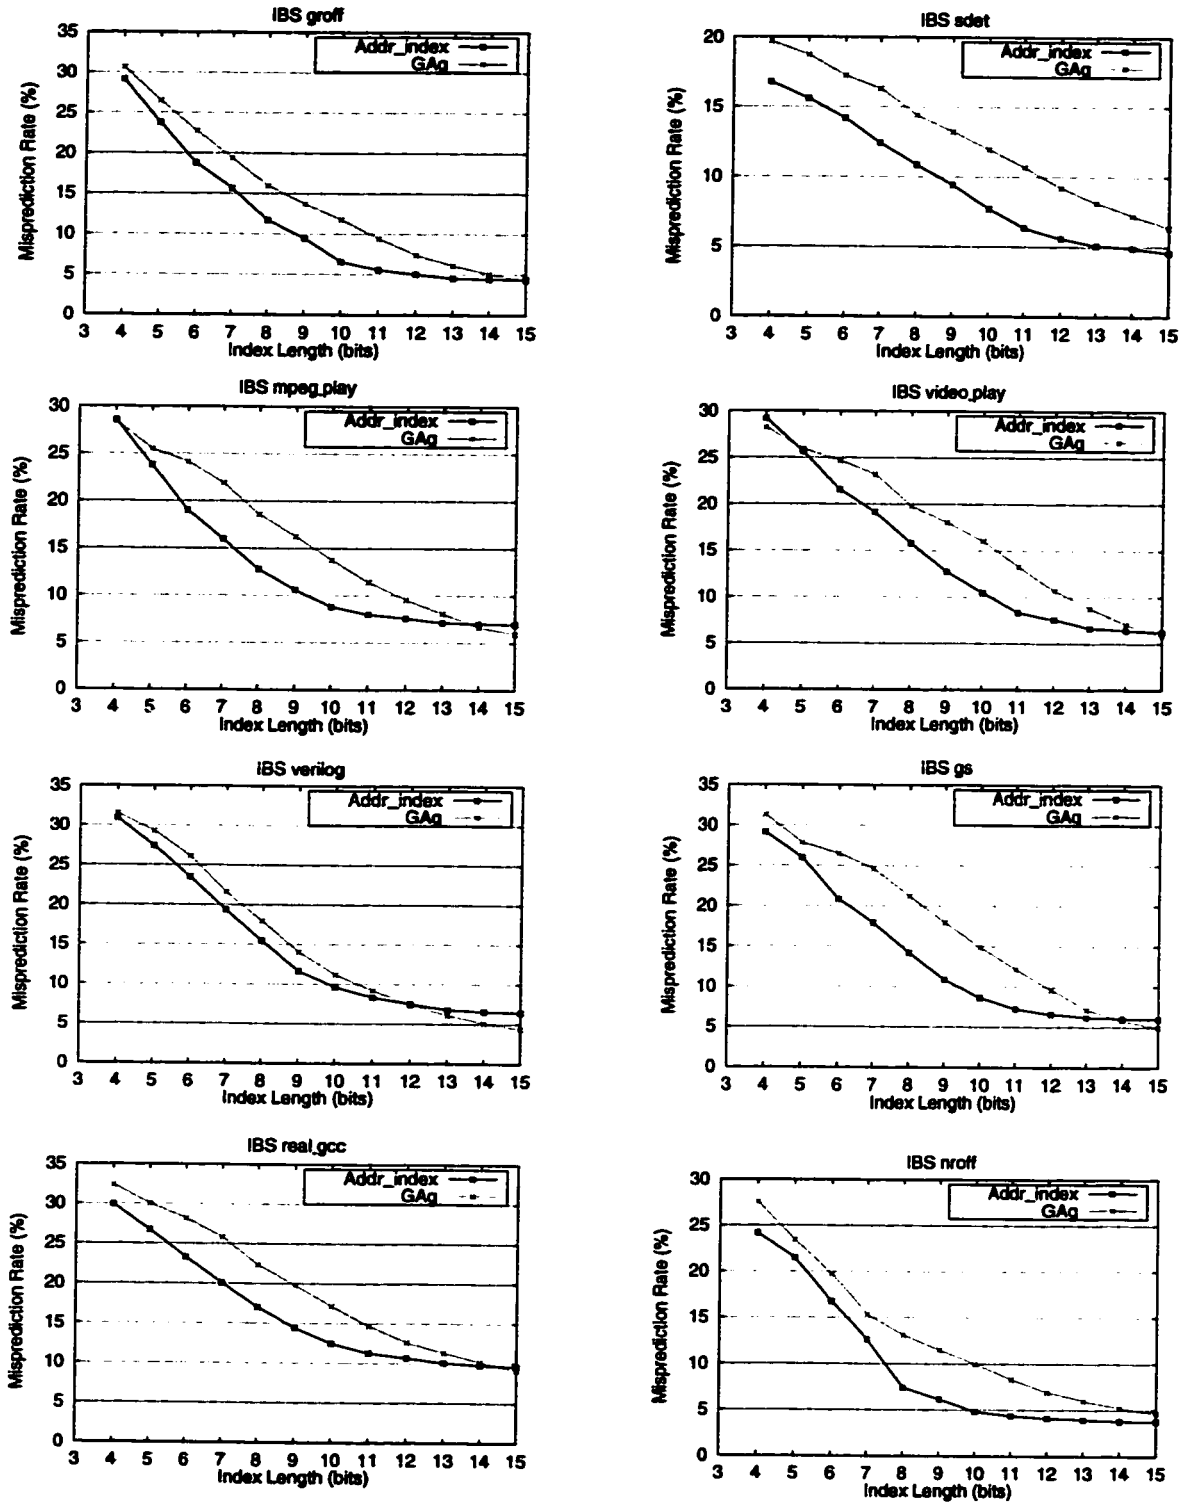 IBS groff
Misprediction Rate (%)
35
30
25
20
15
10
5
0
Addr_index
GAg
3 4 5 6 7 8 9 10 11 12 13 14 15
Index Length (bits)
IBS sdet
Misprediction Rate (%)
20
15
10
5
0
Addr_index
GAg
3 4 5 6 7 8 9 10 11 12 13 14 15
Index Length (bits)
IBS mpeg_play
Misprediction Rate (%)
30
25
20
15
10
5
0
Addr_index
GAg
3 4 5 6 7 8 9 10 11 12 13 14 15
Index Length (bits)
IBS video_play
Misprediction Rate (%)
30
25
20
15
10
5
0
Addr_index
GAg
3 4 5 6 7 8 9 10 11 12 13 14 15
Index Length (bits)
IBS verilog
Misprediction Rate (%)
35
30
25
20
15
10
5
0
Addr_index
GAg
3 4 5 6 7 8 9 10 11 12 13 14 15
Index Length (bits)
IBS gs
Misprediction Rate (%)
35
30
25
20
15
10
5
0
Addr_index
GAg
3 4 5 6 7 8 9 10 11 12 13 14 15
Index Length (bits)
IBS real_gcc
Misprediction Rate (%)
35
30
25
20
15
10
5
0
Addr_index
GAg
3 4 5 6 7 8 9 10 11 12 13 14 15
Index Length (bits)
IBS nroff
Misprediction Rate (%)
30
25
20
15
10
5
0
Addr_index
GAg
3 4 5 6 7 8 9 10 11 12 13 14 15
Index Length (bits)